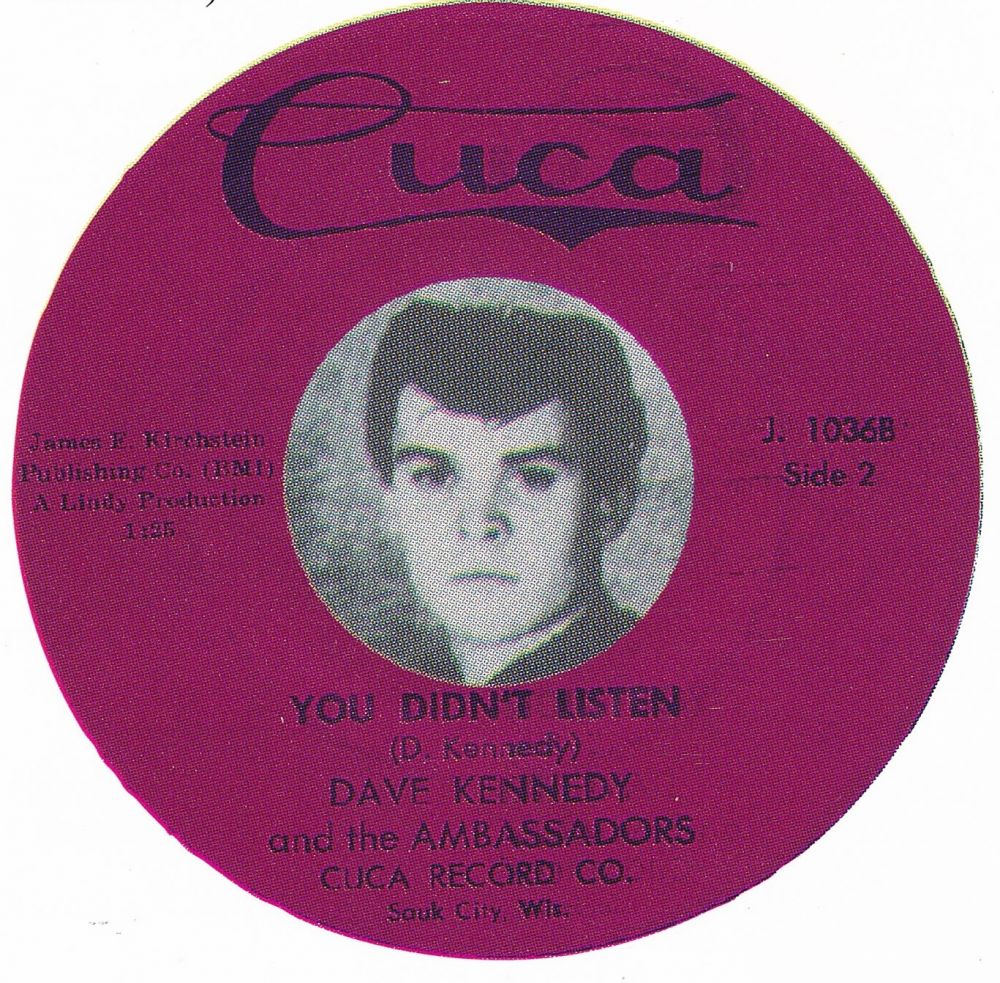 Cuca
James E. Kirchstein
Publishing Co. (BMI)
A Lindy Production
1:25
J. 1036B
Side 2
YOU DIDN'T LISTEN
(D. Kennedy)
DAVE KENNEDY
and the AMBASSADORS
CUCA RECORD CO.
Sauk City, Wis.